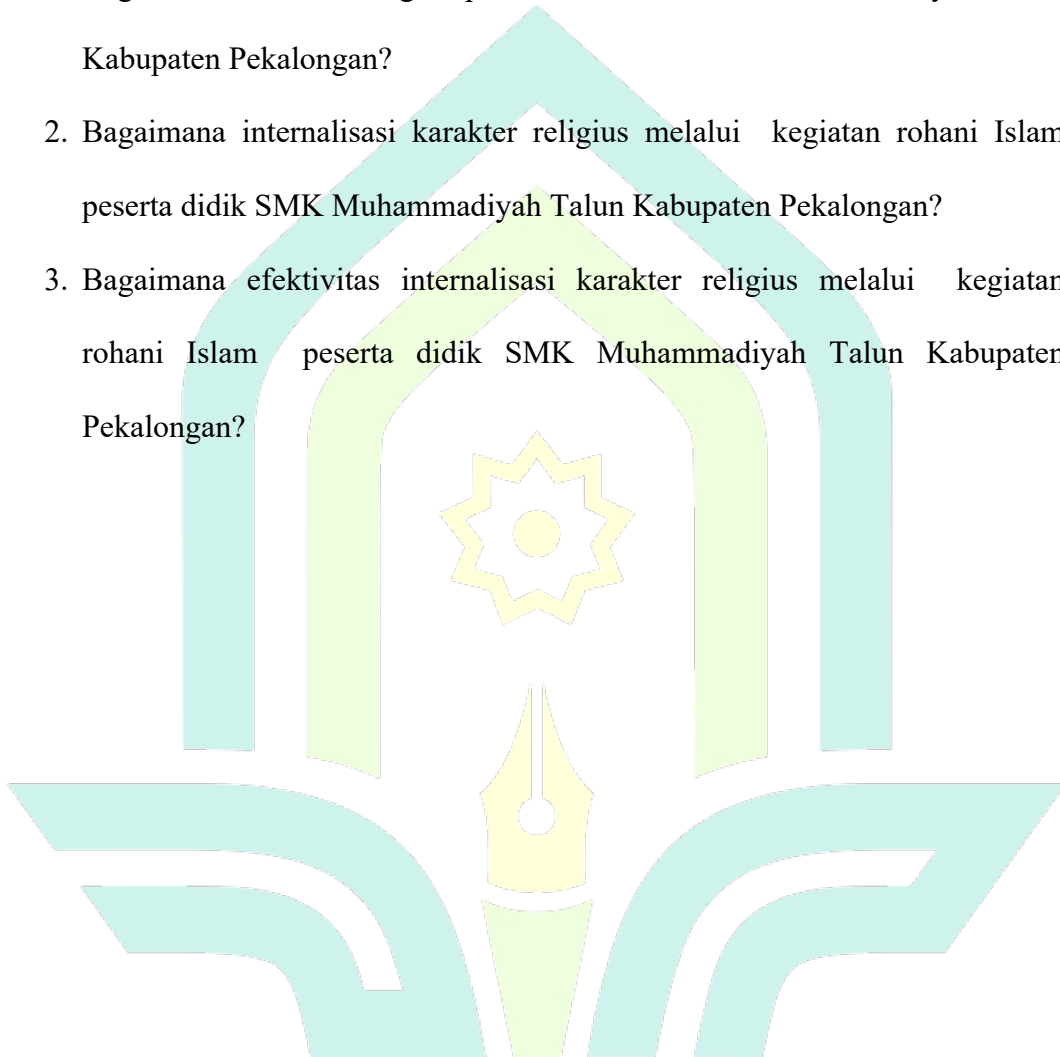 Kabupaten Pekalongan?
2. Bagaimana internalisasi karakter religius melalui kegiatan rohani Islam
peserta didik SMK Muhammadiyah Talun Kabupaten Pekalongan?
3. Bagaimana efektivitas internalisasi karakter religius melalui kegiatan
rohani Islam peserta didik SMK Muhammadiyah Talun Kabupaten
Pekalongan?